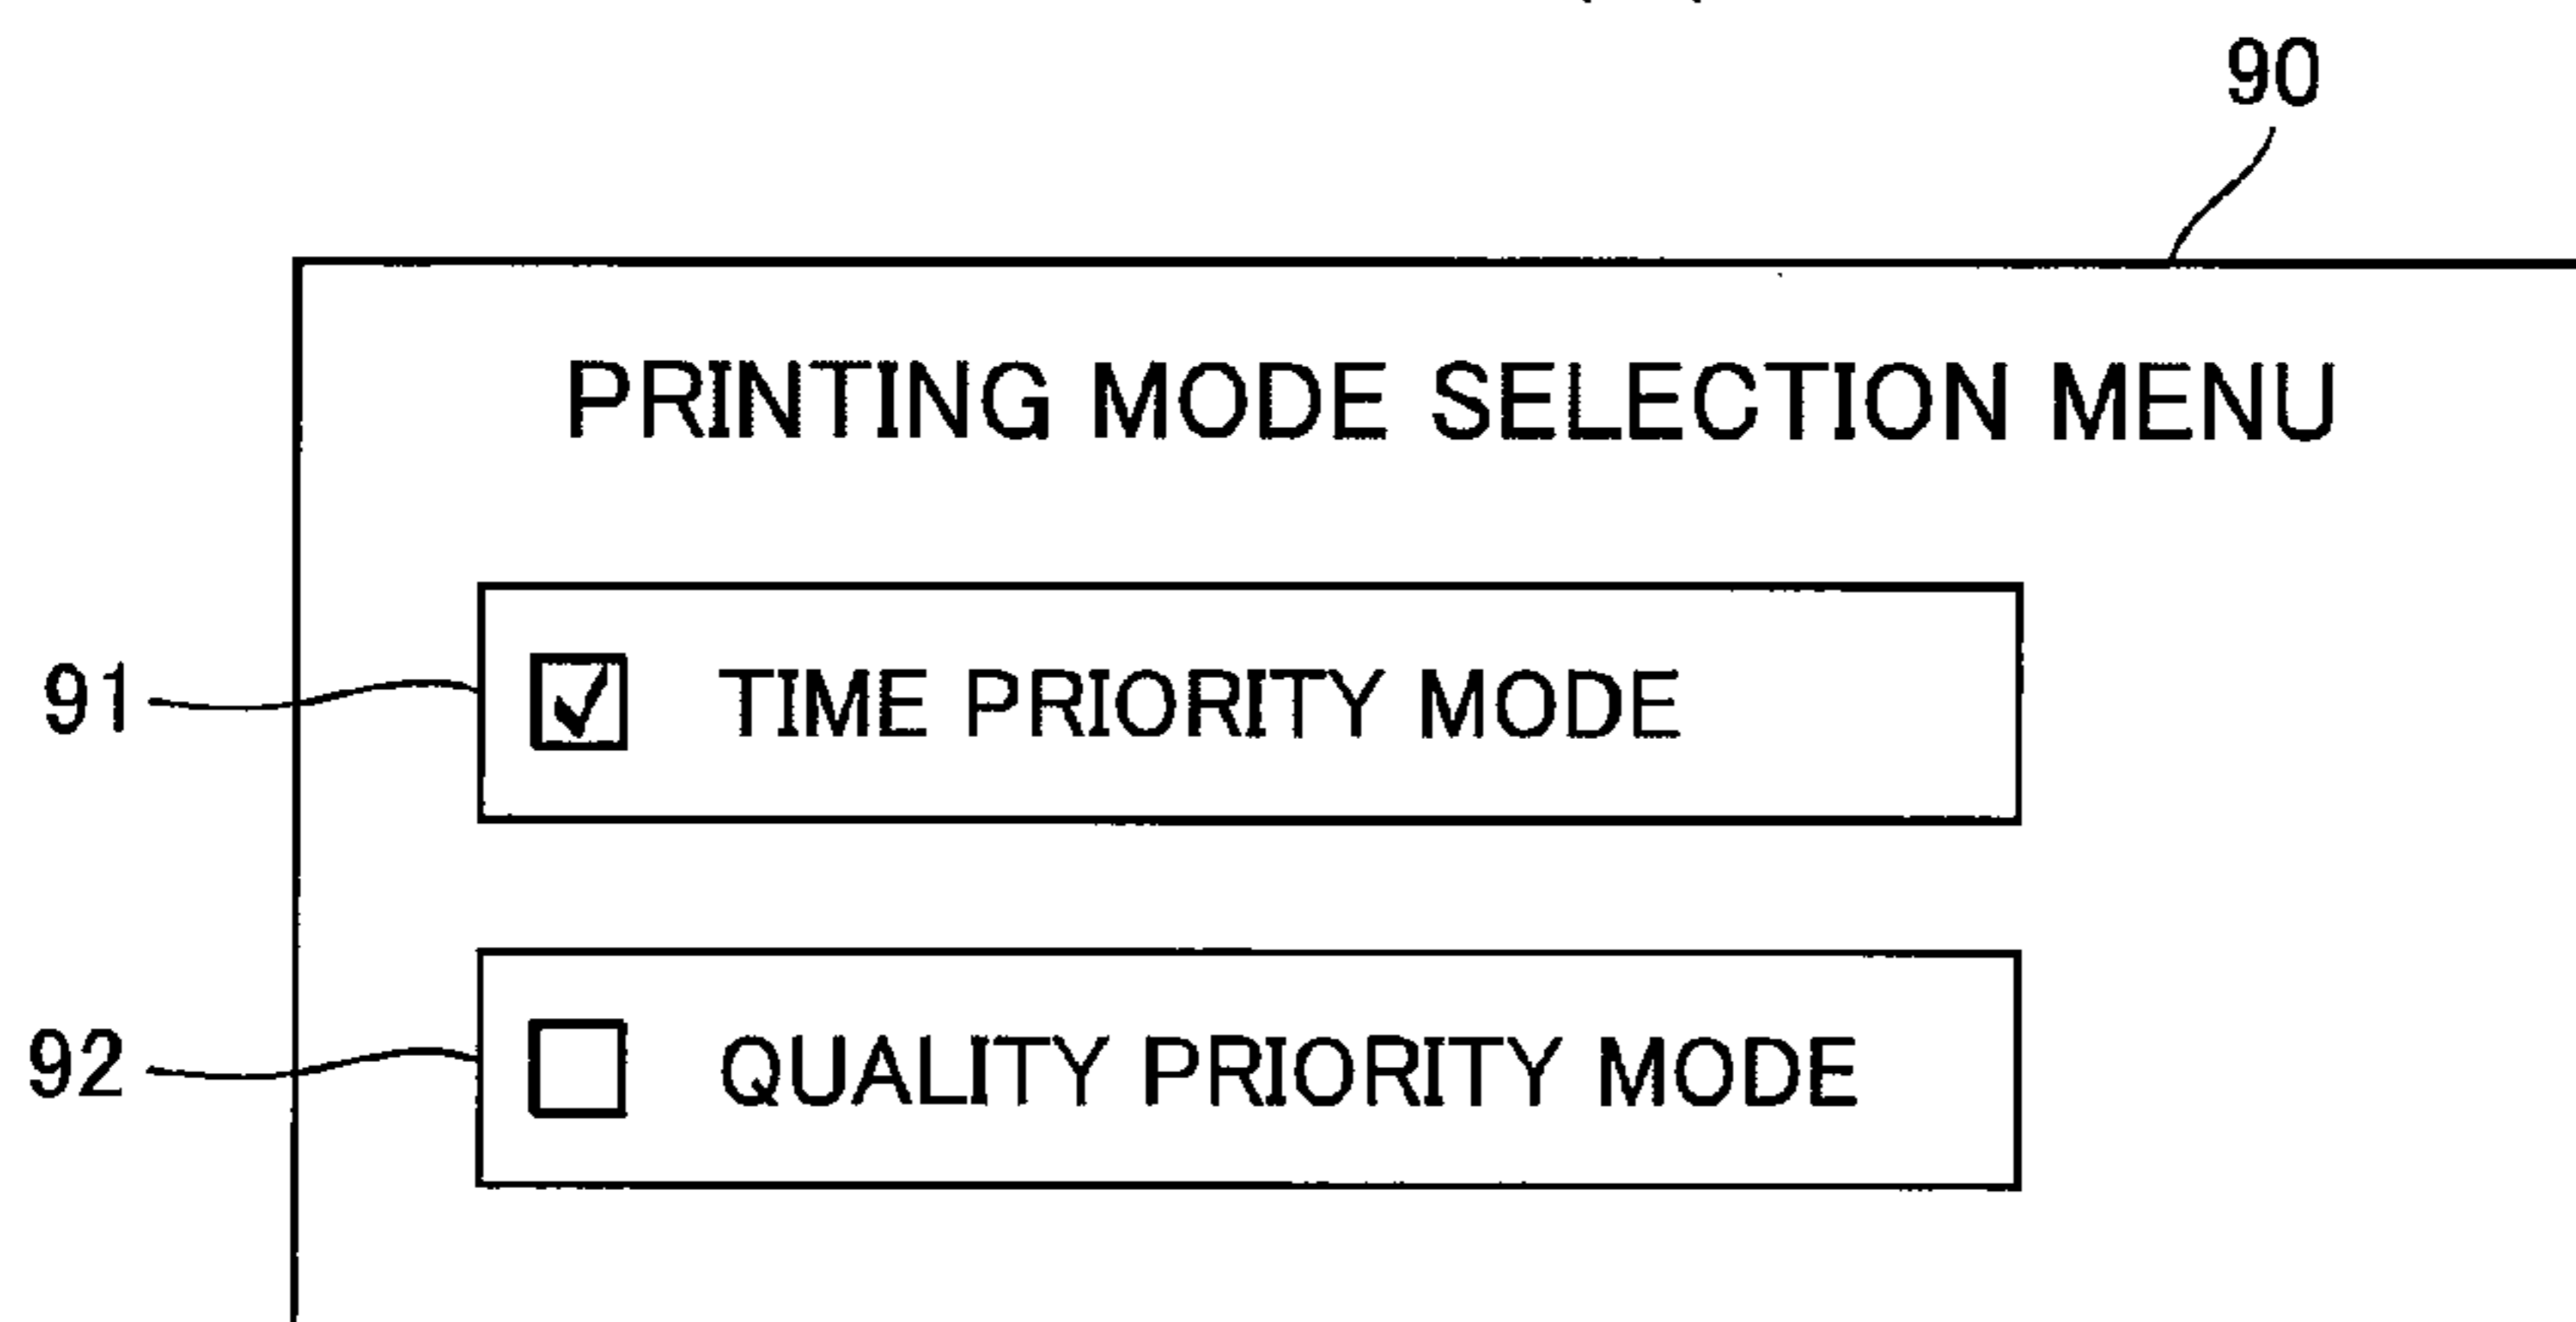 90
PRINTING MODE SELECTION MENU
91 TIME PRIORITY MODE
92 QUALITY PRIORITY MODE